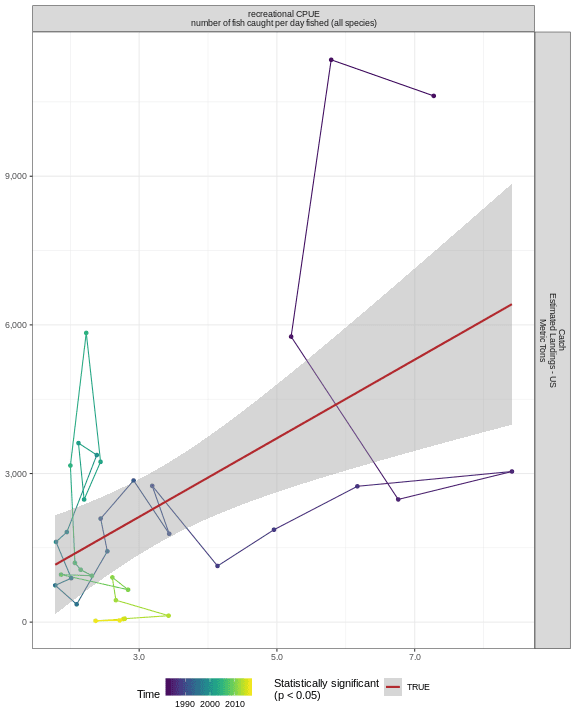 recreational CPUE
number of fish caught per day fished (all species)
9,000
6,000
3,000
0
3.0
5.0
7.0
Catch
Estimated Landings - US
Metric Tons
Time
1990 2000 2010
Statistically significant
(p < 0.05)
TRUE